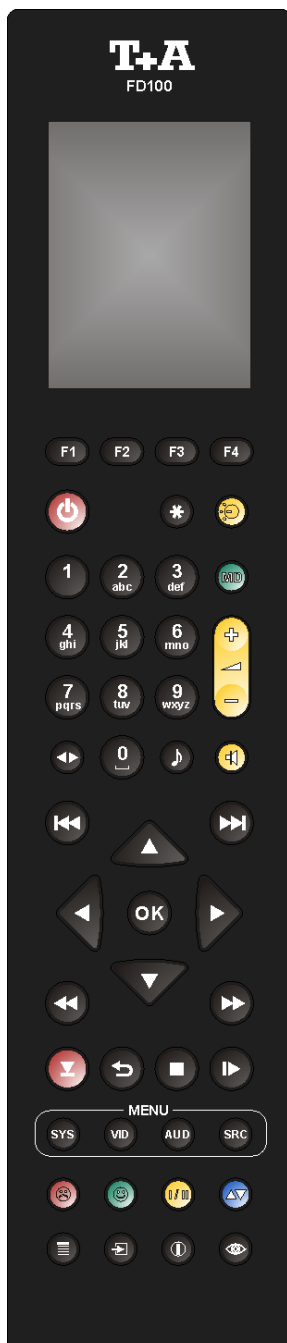 T+A
FD100
F1 F2 F3 F4
1 2 abc 3 def MD
4 ghi 5 jkl 6 mno
7 pqrs 8 tuv 9 wxyz
0
OK
MENU
SYS VID AUD SRC
I / II